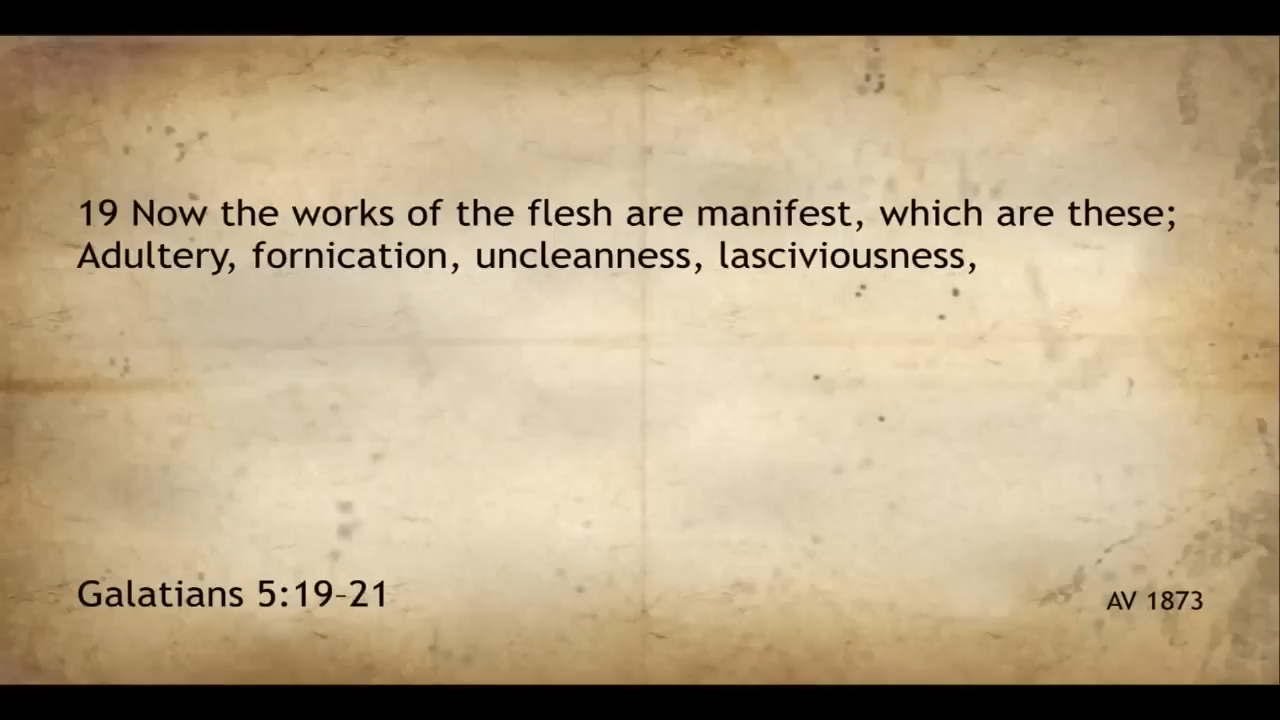 19 Now the works of the flesh are manifest, which are these;
Adultery, fornication, uncleanness, lasciviousness,
Galatians 5:19–21
AV 1873